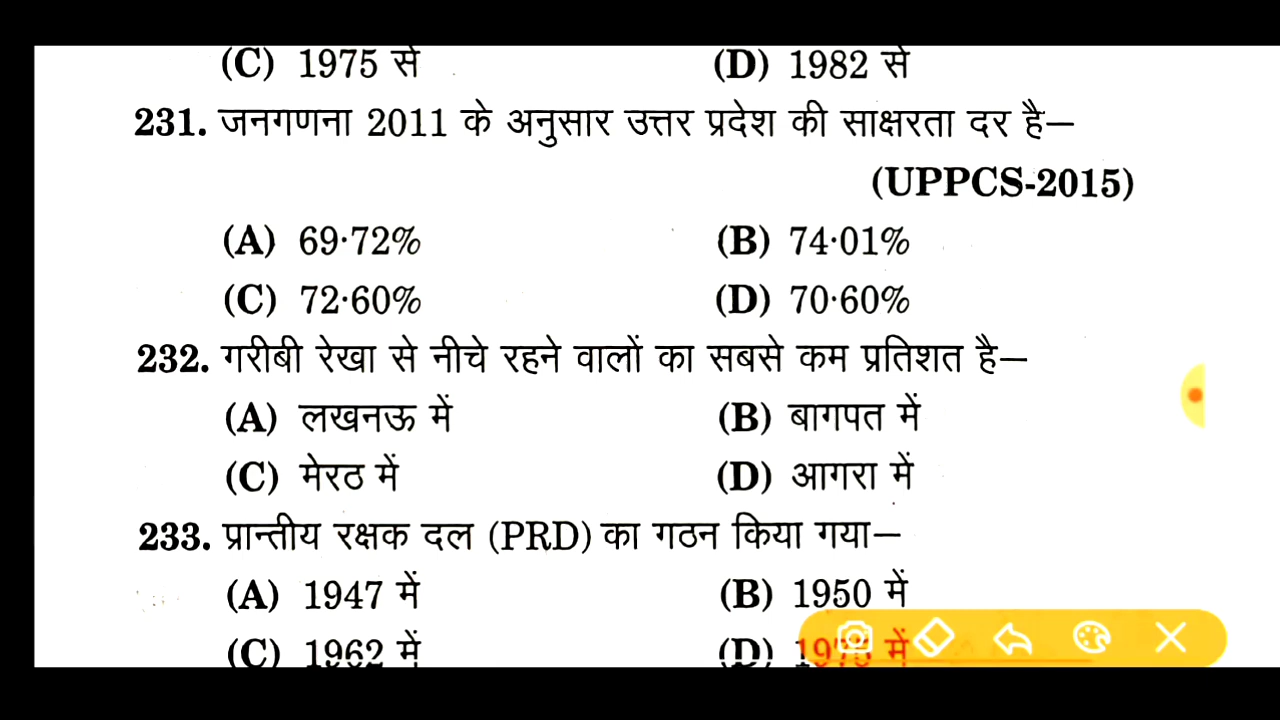 (C) 1975 से (D) 1982 से
231. जनगणना 2011 के अनुसार उत्तर प्रदेश की साक्षरता दर है—
(UPPCS-2015)
(A) 69·72% (B) 74·01%
(C) 72·60% (D) 70·60%
232. गरीबी रेखा से नीचे रहने वालों का सबसे कम प्रतिशत है—
(A) लखनऊ में (B) बागपत में
(C) मेरठ में (D) आगरा में
233. प्रान्तीय रक्षक दल (PRD) का गठन किया गया—
(A) 1947 में (B) 1950 में
(C) 1962 में (D) में